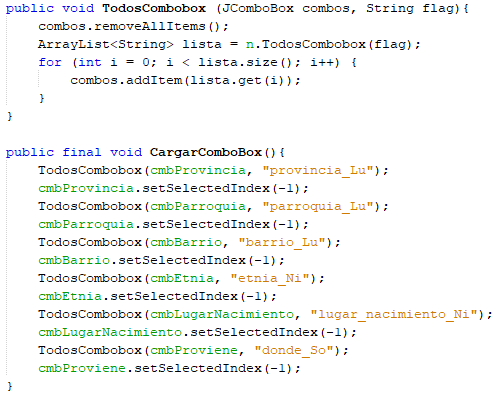 public void TodosCombobox (JComboBox combos, String flag){
    combos.removeAllItems();
    ArrayList<String> lista = n.TodosCombobox(flag);
    for (int i = 0; i < lista.size(); i++) {
        combos.addItem(lista.get(i));
    }
}

public final void CargarComboBox(){
    TodosCombobox(cmbProvincia, "provincia_Lu");
    cmbProvincia.setSelectedIndex(-1);
    TodosCombobox(cmbParroquia, "parroquia_Lu");
    cmbParroquia.setSelectedIndex(-1);
    TodosCombobox(cmbBarrio, "barrio_Lu");
    cmbBarrio.setSelectedIndex(-1);
    TodosCombobox(cmbEtnia, "etnia_Ni");
    cmbEtnia.setSelectedIndex(-1);
    TodosCombobox(cmbLugarNacimiento, "lugar_nacimiento_Ni");
    cmbLugarNacimiento.setSelectedIndex(-1);
    TodosCombobox(cmbProviene, "donde_So");
    cmbProviene.setSelectedIndex(-1);
}